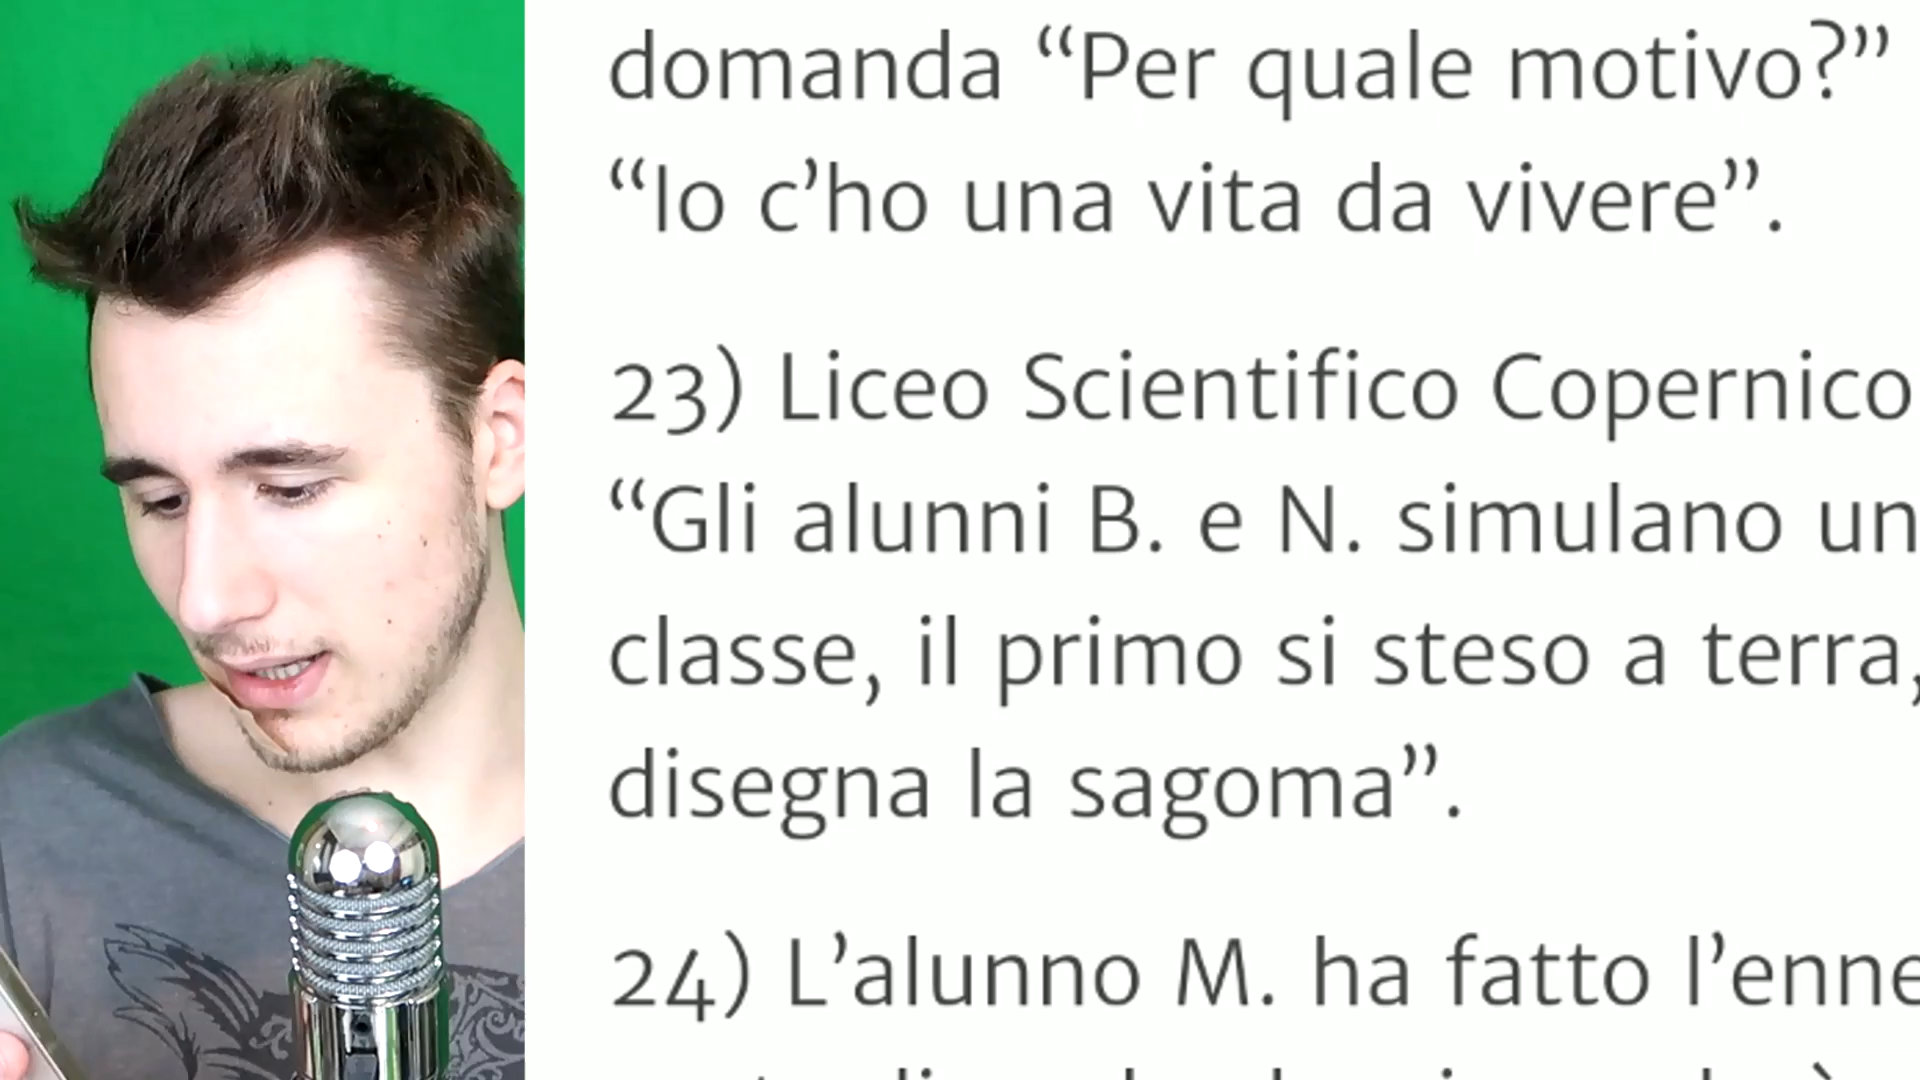 domanda “Per quale motivo?”
“Io c’ho una vita da vivere”.
23) Liceo Scientifico Copernico
“Gli alunni B. e N. simulano un
classe, il primo si steso a terra,
disegna la sagoma”.
24) L’alunno M. ha fatto l’enne